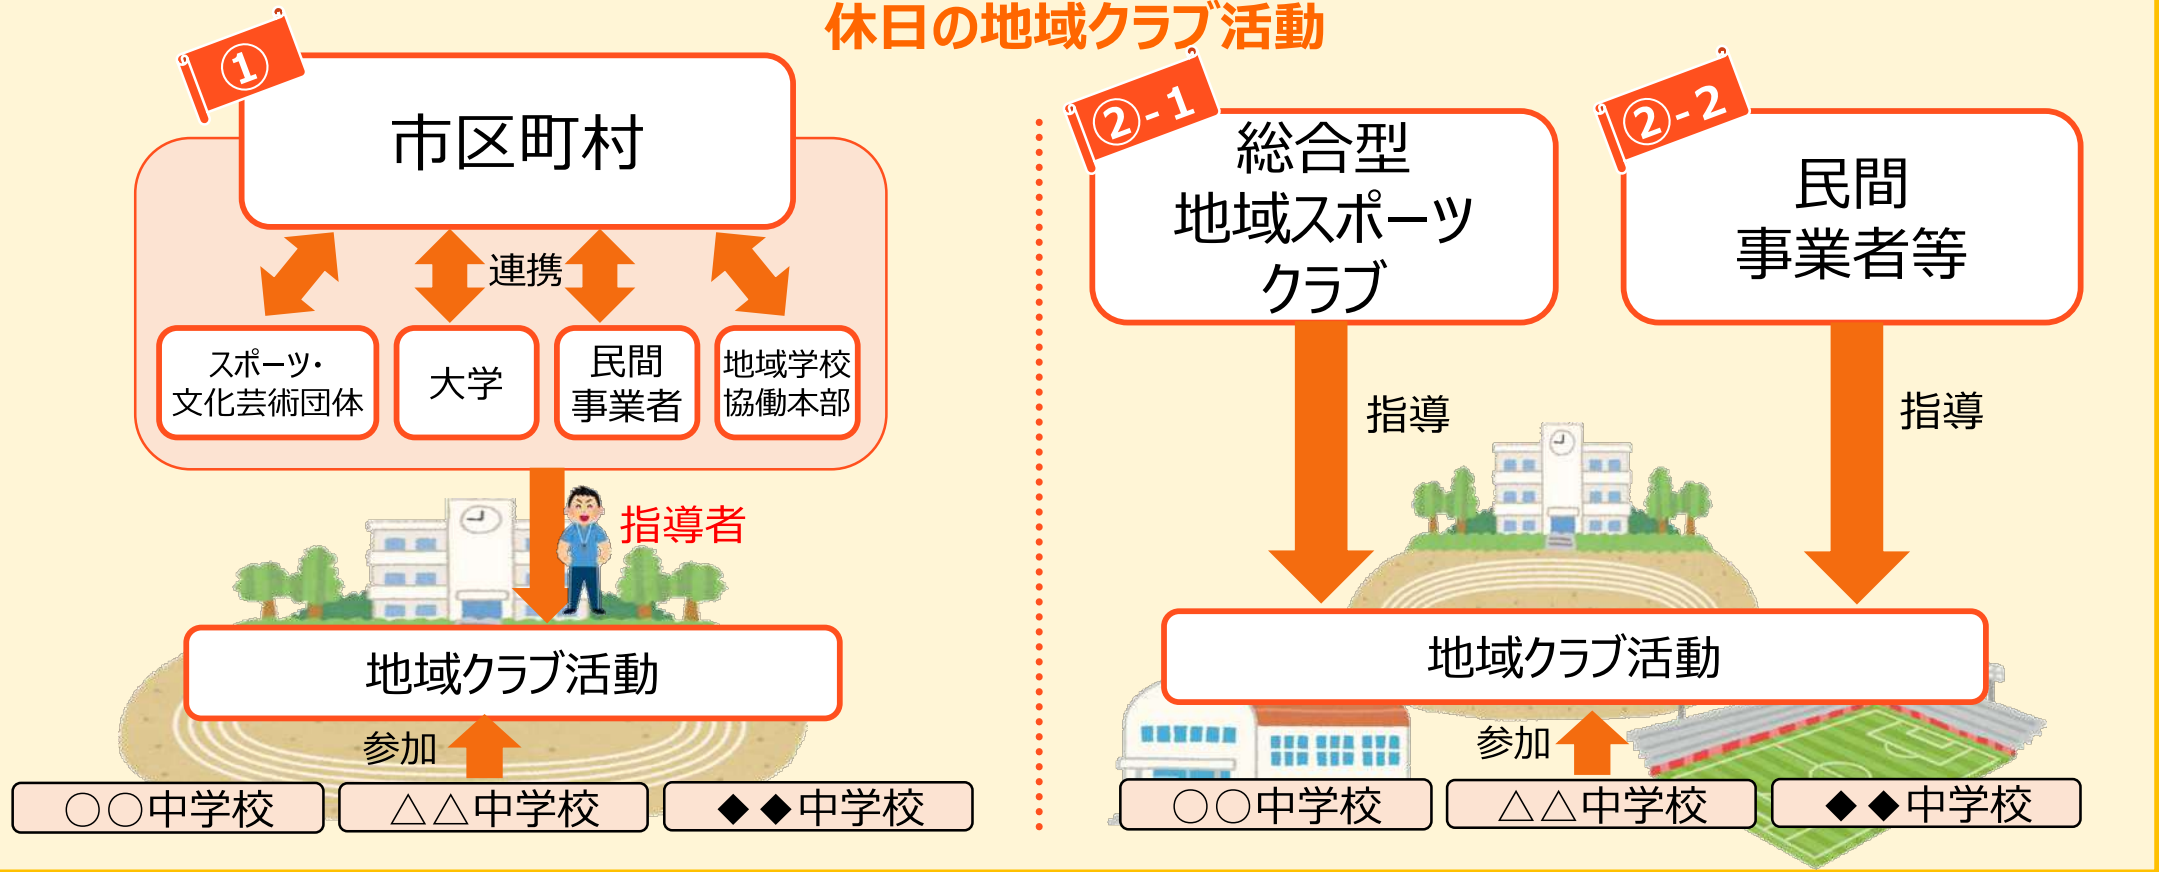 休日の地域クラブ活動
①
市区町村
連携
スポーツ・
文化芸術団体
大学
民間
事業者
地域学校
協働本部
指導者
地域クラブ活動
参加
○○中学校
△△中学校
◆◆中学校
②-1
総合型
地域スポーツ
クラブ
②-2
民間
事業者等
指導
指導
地域クラブ活動
参加
○○中学校
△△中学校
◆◆中学校